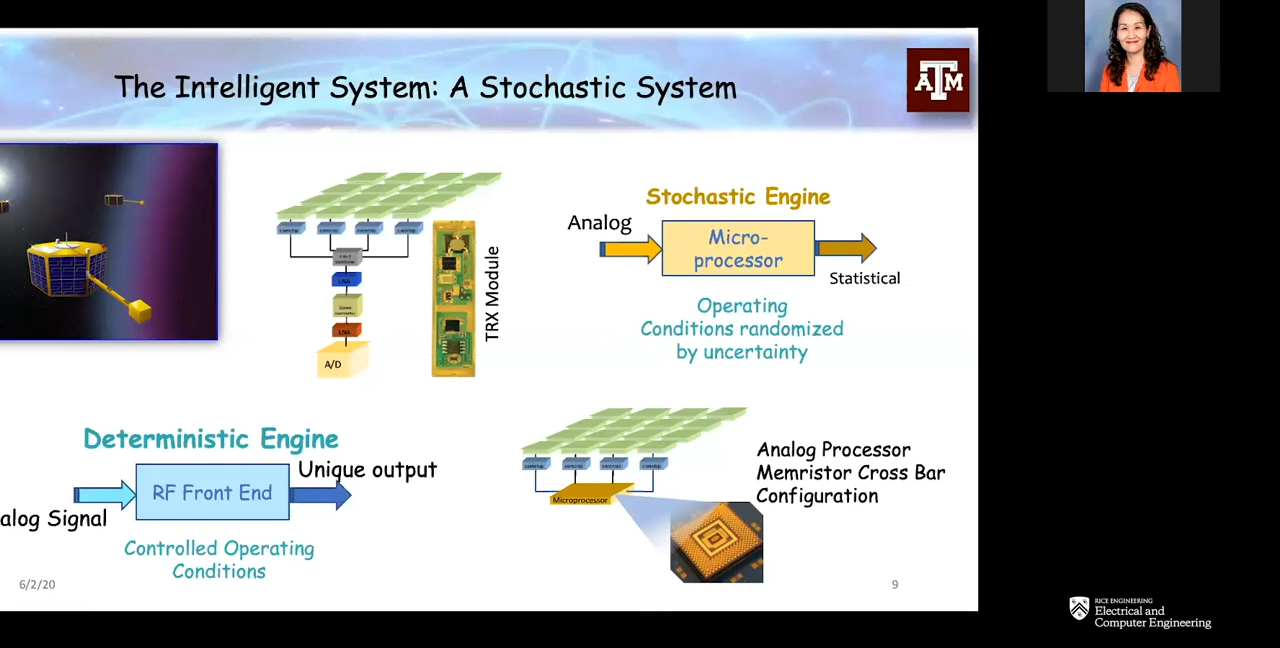 The Intelligent System: A Stochastic System
A|M
TRX Module
A/D
LNA
LNA
Stochastic Engine
Analog
Micro-
processor
Statistical
Operating
Conditions randomized
by uncertainty
Deterministic Engine
Unique output
RF Front End
alog Signal
Controlled Operating
Conditions
Microprocessor
Analog Processor
Memristor Cross Bar
Configuration
6/2/20
9
RICE ENGINEERING
Electrical and
Computer Engineering